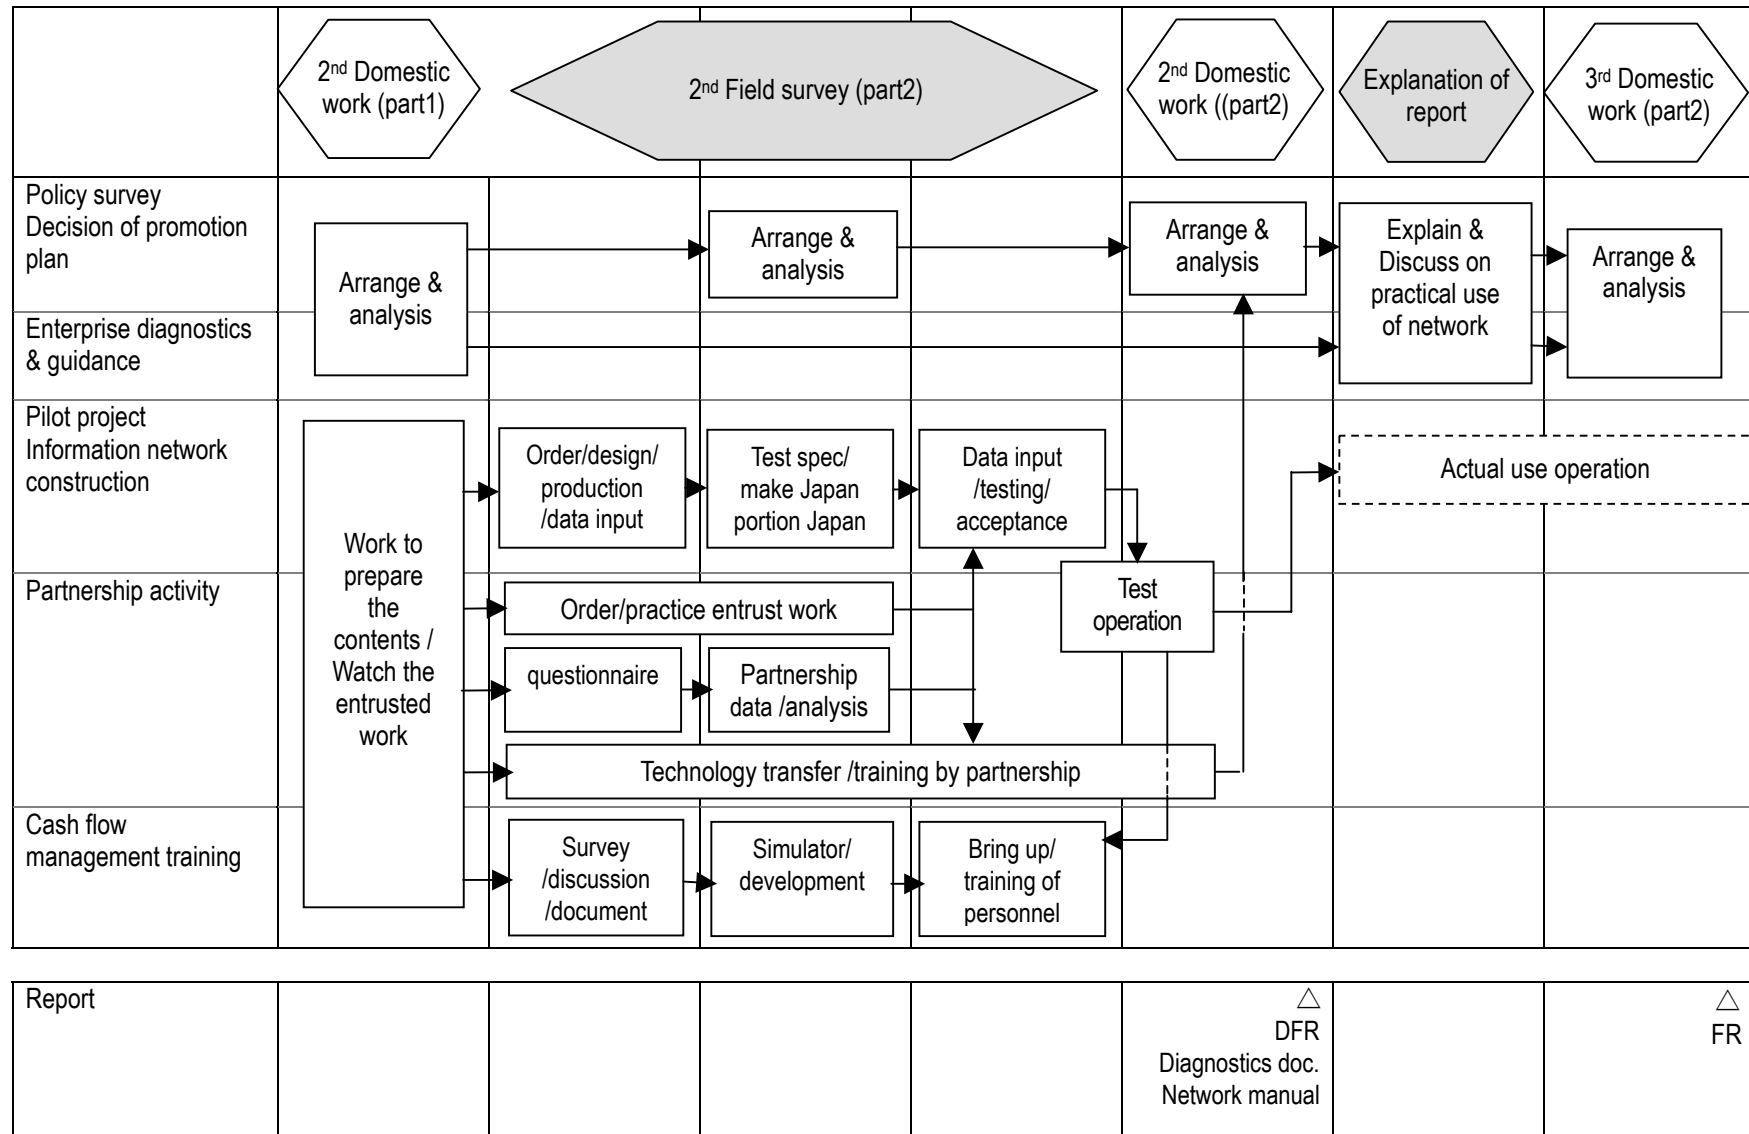 2nd Domestic
work (part1)
2nd Field survey (part2)
2nd Domestic
work ((part2)
Explanation of
report
3rd Domestic
work (part2)
Policy survey
Decision of promotion
plan
Arrange &
analysis
Arrange &
analysis
Arrange &
analysis
Explain &
Discuss on
practical use
of network
Arrange &
analysis
Enterprise diagnostics
& guidance
Pilot project
Information network
construction
Work to
prepare
the
contents /
Watch the
entrusted
work
Order/design/
production
/data input
Test spec/
make Japan
portion Japan
Data input
/testing/
acceptance
Actual use operation
Partnership activity
Order/practice entrust work
Test
operation
questionnaire
Partnership
data /analysis
Technology transfer /training by partnership
Cash flow
management training
Survey
/discussion
/document
Simulator/
development
Bring up/
training of
personnel
Report
△
DFR
Diagnostics doc.
Network manual
△
FR